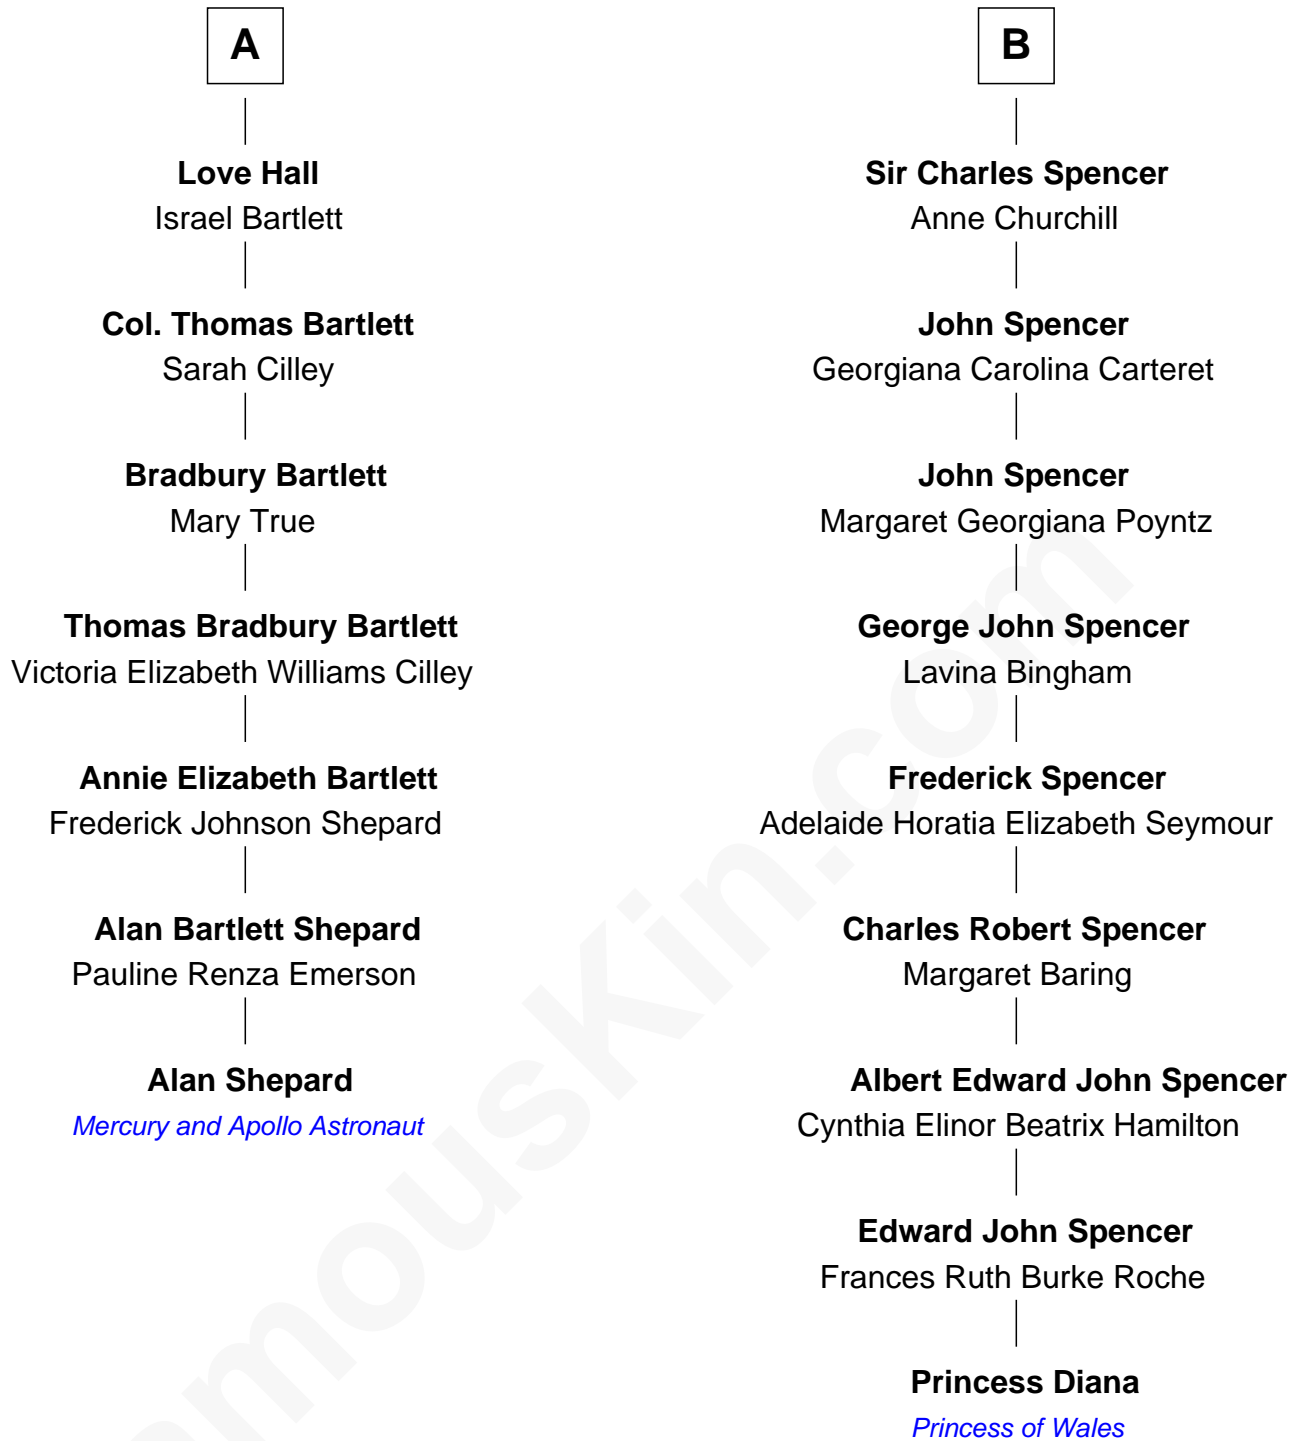 A
Love Hall
Israel Bartlett
Col. Thomas Bartlett
Sarah Cilley
Bradbury Bartlett
Mary True
Thomas Bradbury Bartlett
Victoria Elizabeth Williams Cilley
Annie Elizabeth Bartlett
Frederick Johnson Shepard
Alan Bartlett Shepard
Pauline Renza Emerson
Alan Shepard
Mercury and Apollo Astronaut
B
Sir Charles Spencer
Anne Churchill
John Spencer
Georgiana Carolina Carteret
John Spencer
Margaret Georgiana Poyntz
George John Spencer
Lavina Bingham
Frederick Spencer
Adelaide Horatia Elizabeth Seymour
Charles Robert Spencer
Margaret Baring
Albert Edward John Spencer
Cynthia Elinor Beatrix Hamilton
Edward John Spencer
Frances Ruth Burke Roche
Princess Diana
Princess of Wales
amousKin.com